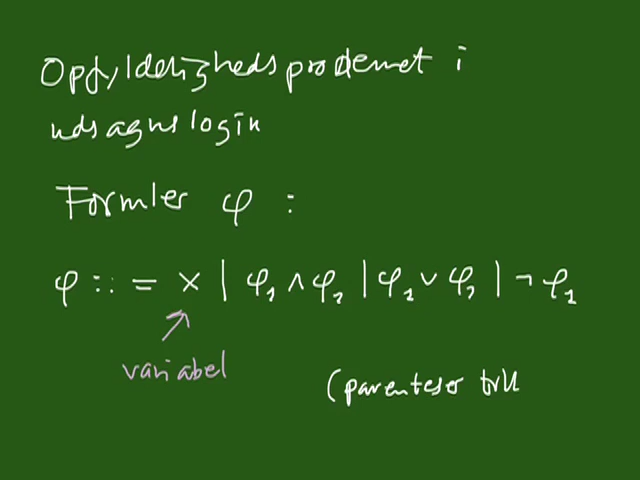 Opfyldelighedsproblemet i
udsagnslogik
Formler φ :
φ ::= x | φ₁ ∧ φ₂ | φ₁ ∨ φ₂ | ¬ φ₁
variabel
(parenteser